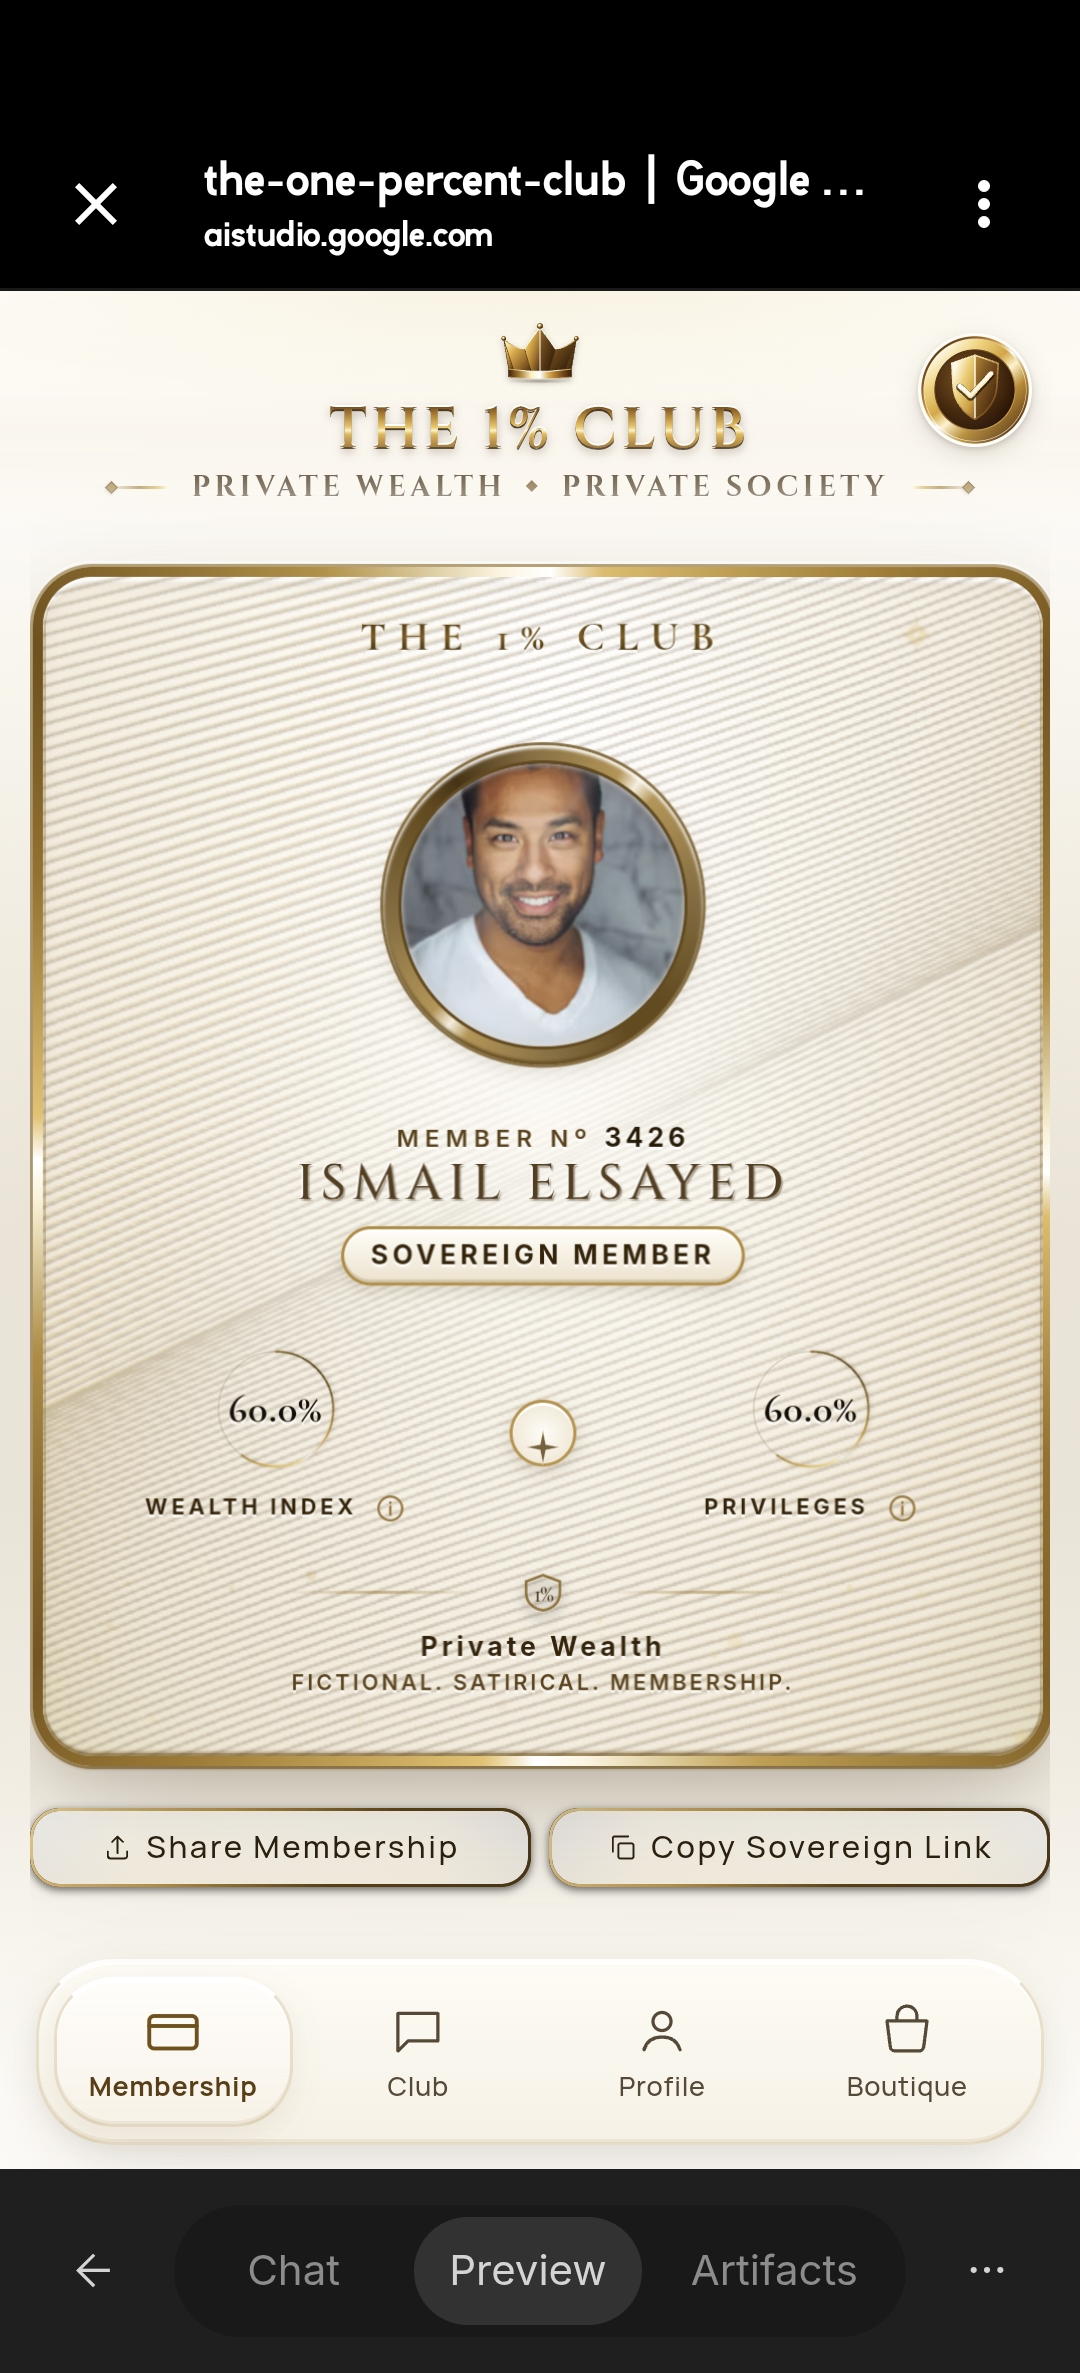 the-one-percent-club | Google ...
aistudio.google.com
THE 1% CLUB
PRIVATE WEALTH ◆ PRIVATE SOCIETY
THE 1% CLUB
MEMBER Nº 3426
ISMAIL ELSAYED
SOVEREIGN MEMBER
60.0% 60.0%
WEALTH INDEX i PRIVILEGES i
1%
Private Wealth
FICTIONAL. SATIRICAL. MEMBERSHIP.
Share Membership Copy Sovereign Link
Membership Club Profile Boutique
Chat Preview Artifacts